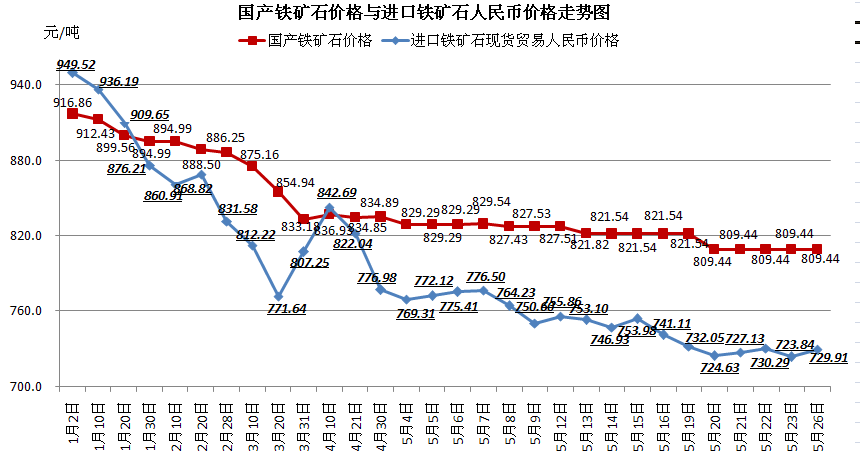 国产铁矿石价格与进口铁矿石人民币价格走势图
元/吨
国产铁矿石价格 进口铁矿石现货贸易人民币价格
940.0
880.0
820.0
760.0
700.0
916.86 912.43 899.56 894.99 894.99 888.50 886.25 875.16 854.94 833.18 836.93 834.85 834.89 829.29 829.29 829.29 829.54 827.43 827.53 827.51 821.82 821.54 821.54 821.54 821.54 809.44 809.44 809.44 809.44 809.44
949.52 936.19 909.65 876.21 860.91 868.82 831.58 812.22 771.64 807.25 842.69 822.04 776.98 769.31 772.12 775.41 776.50 764.23 750.60 755.86 753.10 746.93 753.98 741.11 732.05 724.63 727.13 730.29 723.84 729.91
1月2日 1月10日 1月20日 1月30日 2月10日 2月20日 2月28日 3月10日 3月20日 3月31日 4月10日 4月21日 4月30日 5月4日 5月5日 5月6日 5月7日 5月8日 5月9日 5月12日 5月13日 5月14日 5月15日 5月16日 5月19日 5月20日 5月21日 5月22日 5月23日 5月26日